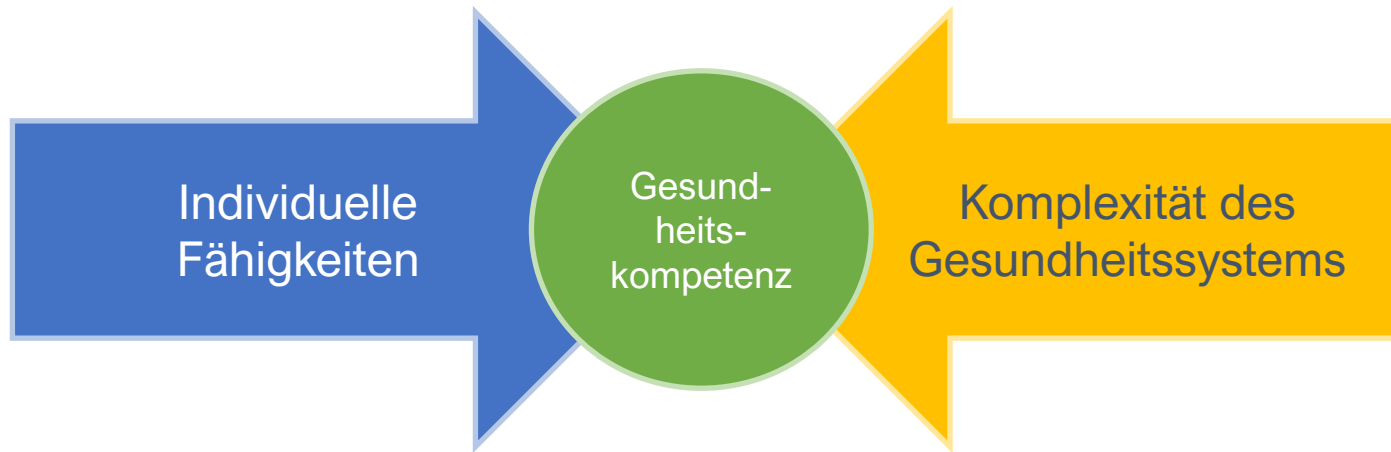 Individuelle
Fähigkeiten
Gesund-
heits-
kompetenz
Komplexität des
Gesundheitssystems